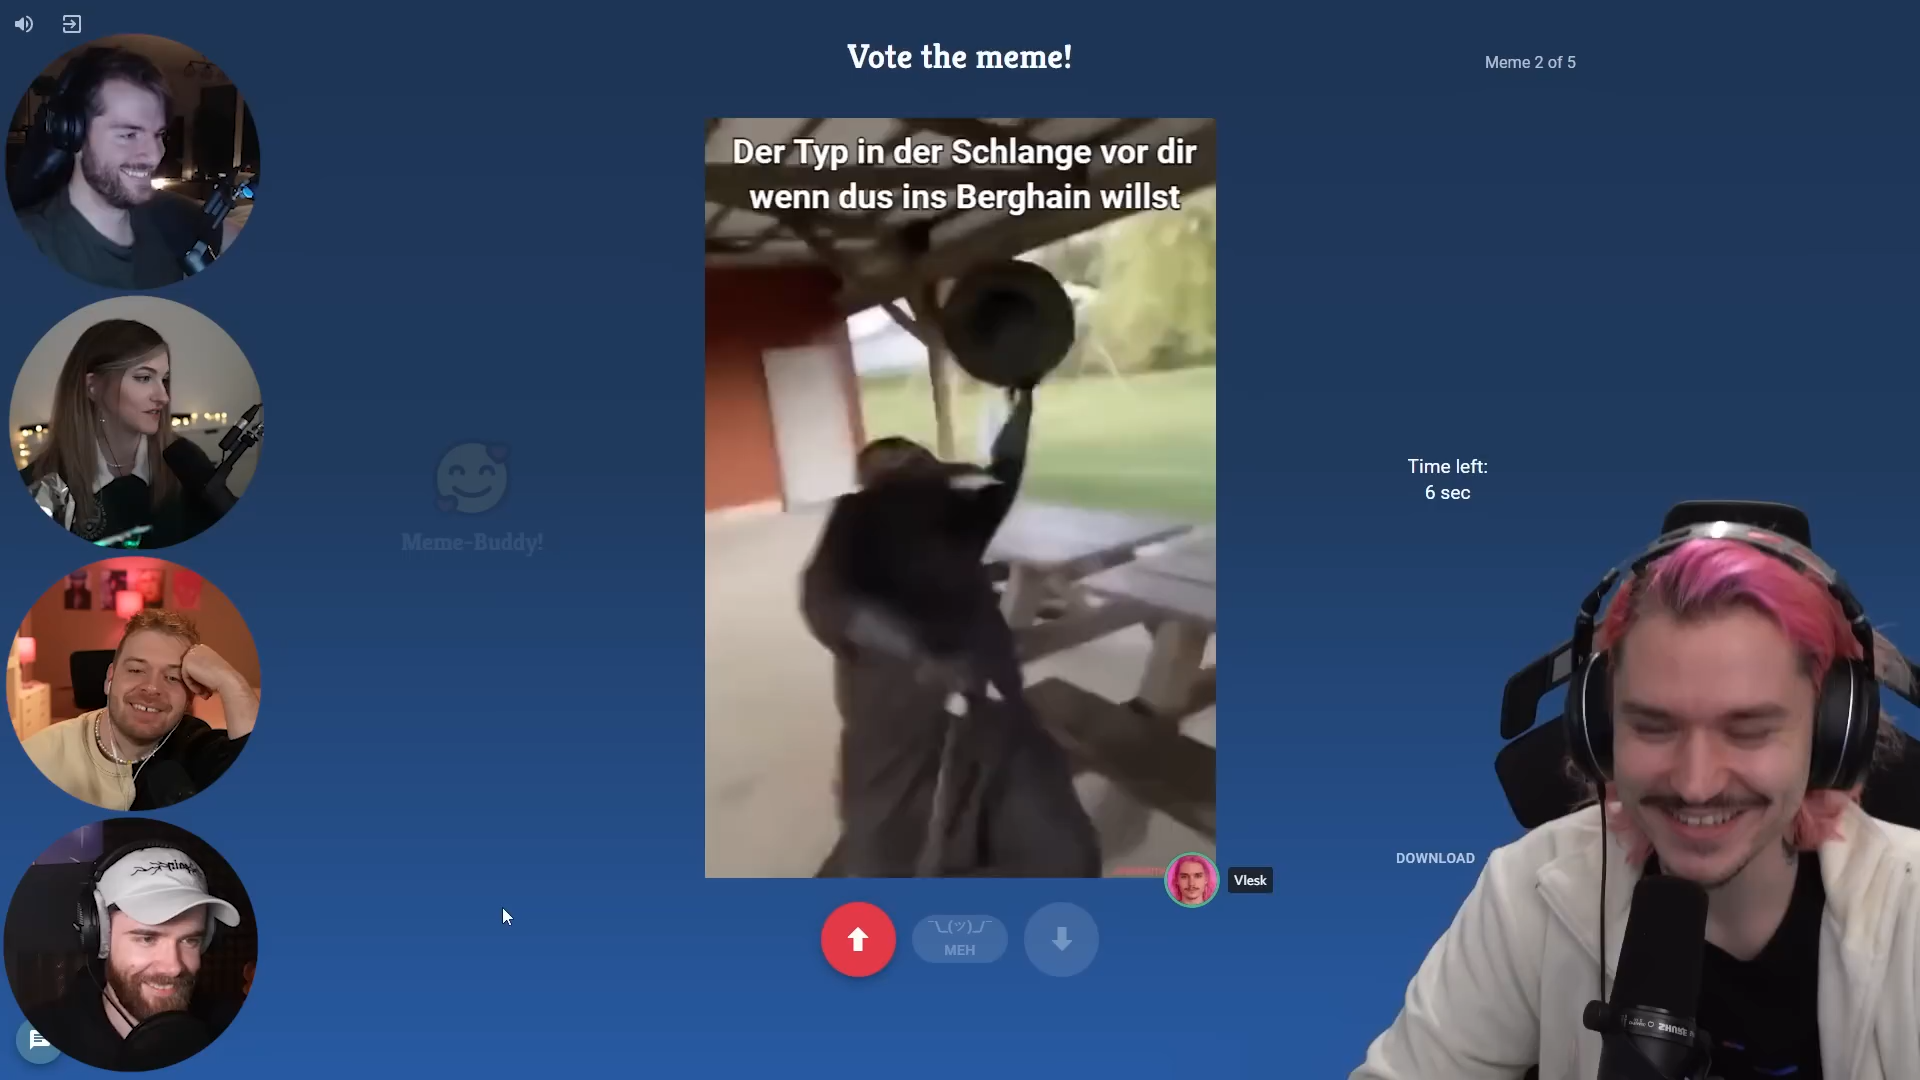 Vote the meme!
Meme 2 of 5
Der Typ in der Schlange vor dir
wenn dus ins Berghain willst
Time left:
6 sec
Meme-Buddy!
DOWNLOAD
Vlesk
¯\_(ツ)_/¯
MEH